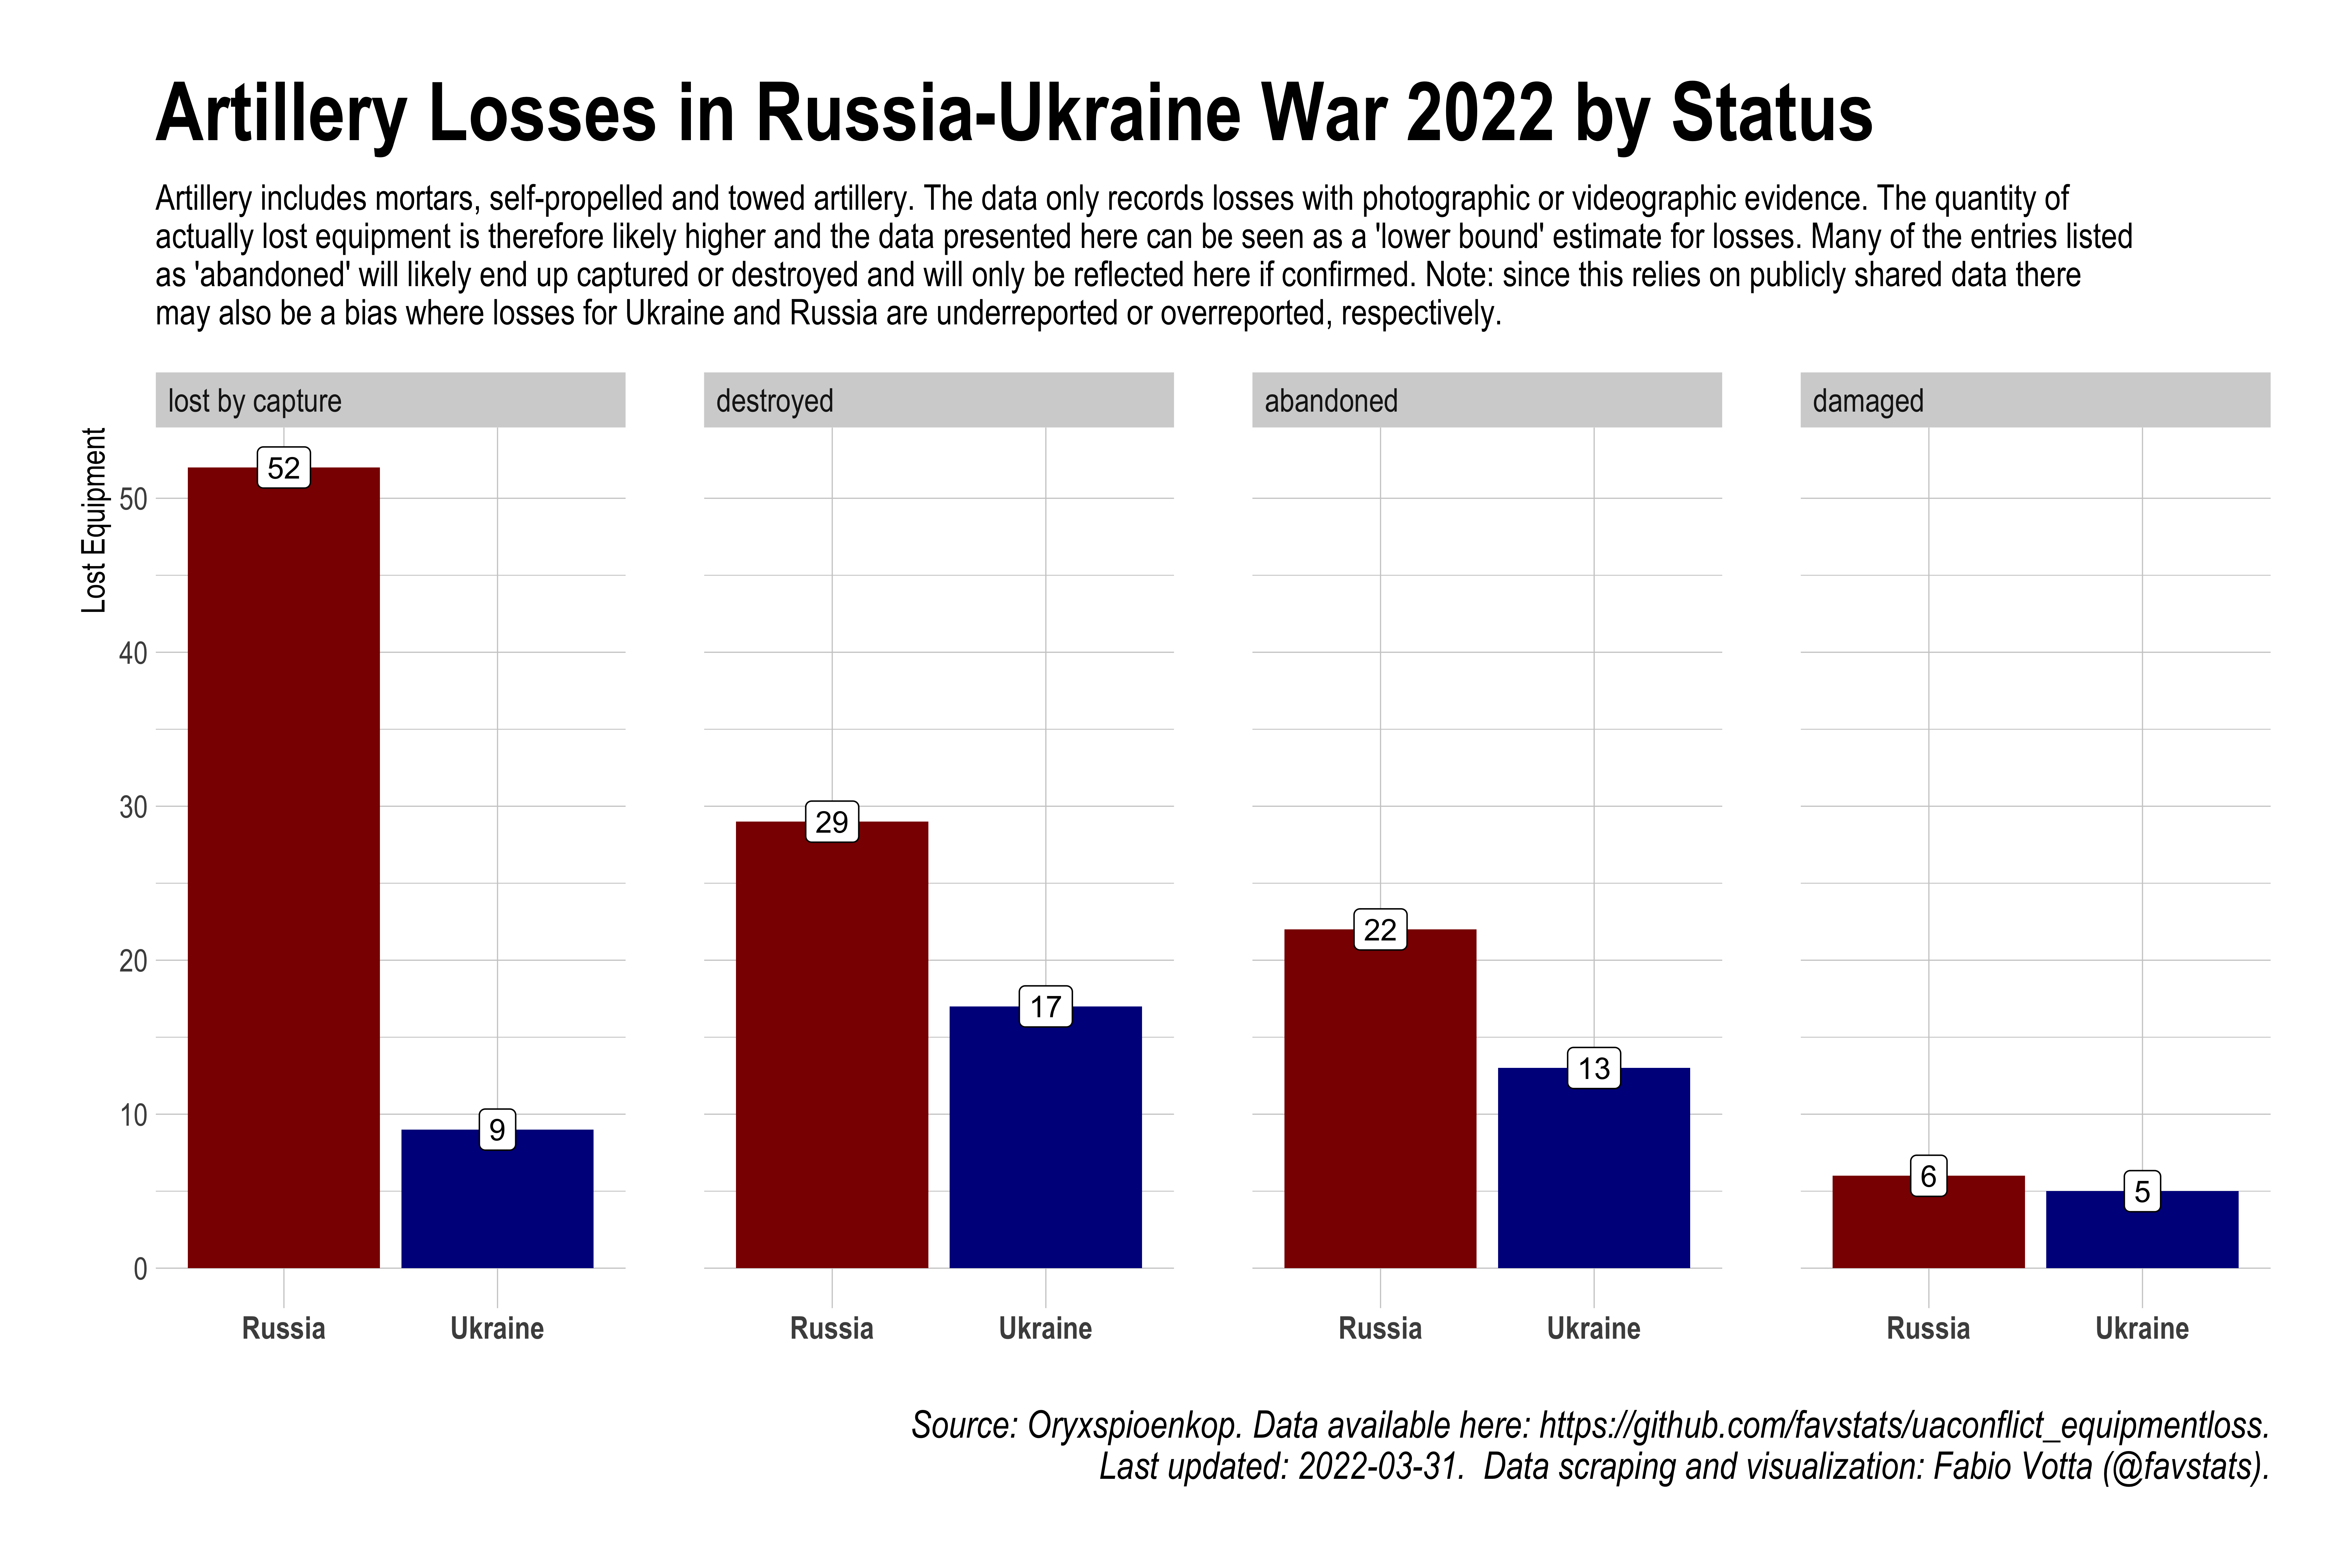 Artillery Losses in Russia-Ukraine War 2022 by Status
Artillery includes mortars, self-propelled and towed artillery. The data only records losses with photographic or videographic evidence. The quantity of
actually lost equipment is therefore likely higher and the data presented here can be seen as a 'lower bound' estimate for losses. Many of the entries listed
as 'abandoned' will likely end up captured or destroyed and will only be reflected here if confirmed. Note: since this relies on publicly shared data there
may also be a bias where losses for Ukraine and Russia are underreported or overreported, respectively.
lost by capture
destroyed
abandoned
damaged
Lost Equipment
50
40
30
20
10
0
52
9
29
17
22
13
6
5
Russia
Ukraine
Russia
Ukraine
Russia
Ukraine
Russia
Ukraine
Source: Oryxspioenkop. Data available here: https://github.com/favstats/uaconflict_equipmentloss.
Last updated: 2022-03-31.  Data scraping and visualization: Fabio Votta (@favstats).